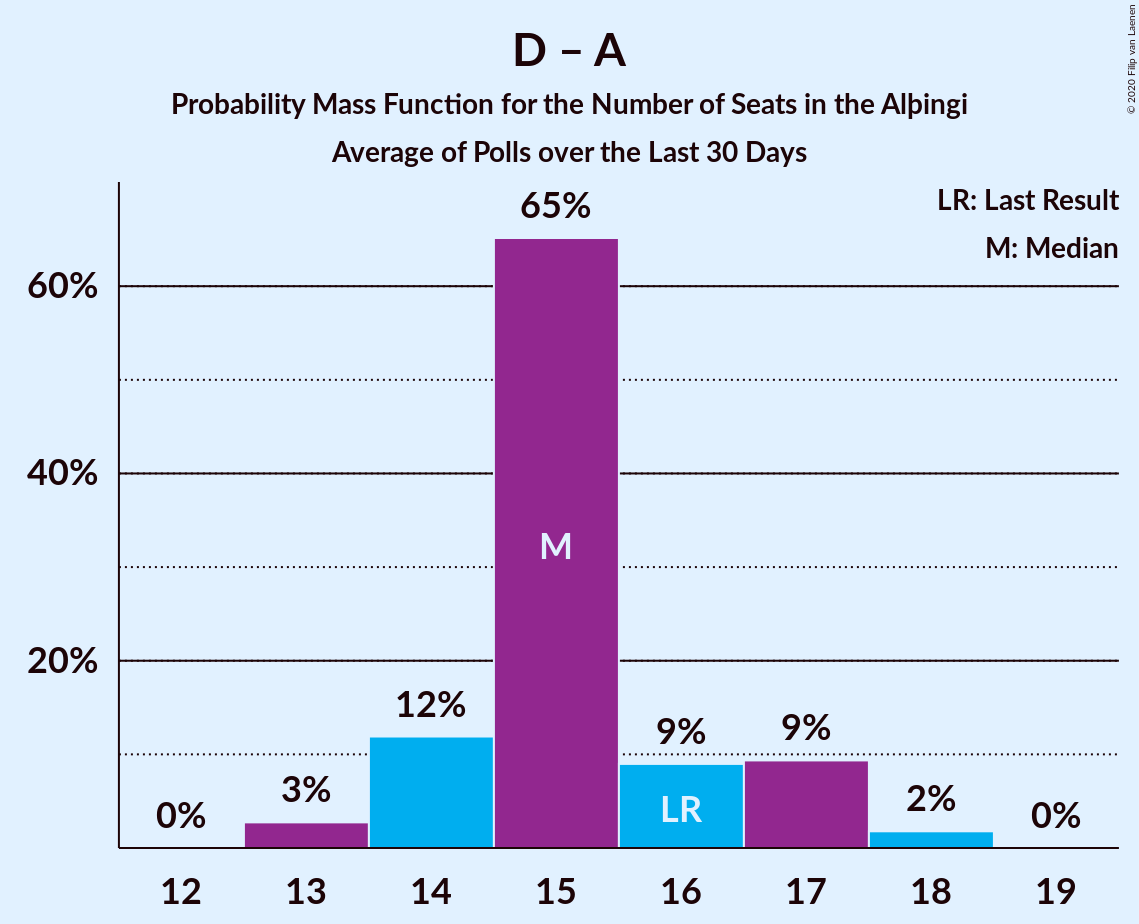 D – A
Probability Mass Function for the Number of Seats in the Alþingi
Average of Polls over the Last 30 Days
© 2020 Filip van Laenen
LR: Last Result
M: Median
65%
60%
40%
20%
0%
3%
12%
M
9%
LR
9%
2%
0%
12 13 14 15 16 17 18 19